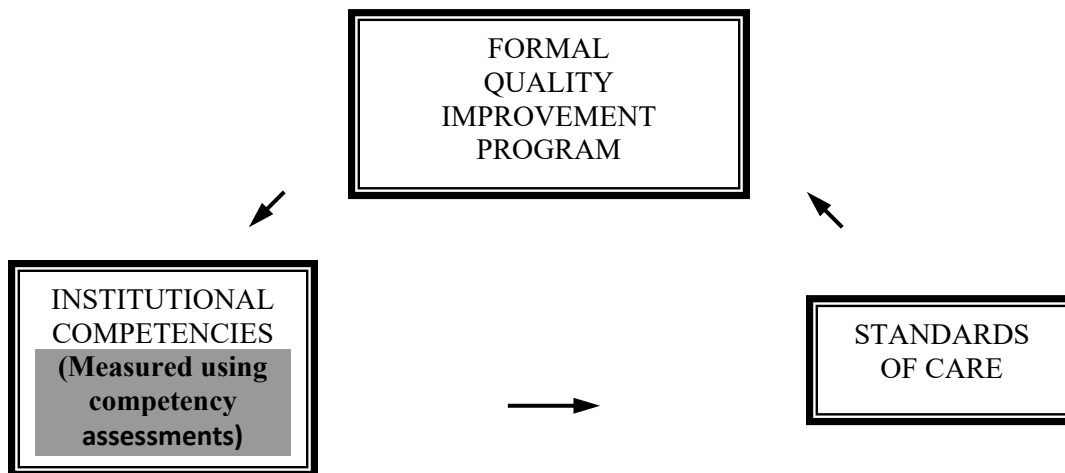 FORMAL
QUALITY
IMPROVEMENT
PROGRAM
INSTITUTIONAL
COMPETENCIES
(Measured using
competency
assessments)
STANDARDS
OF CARE